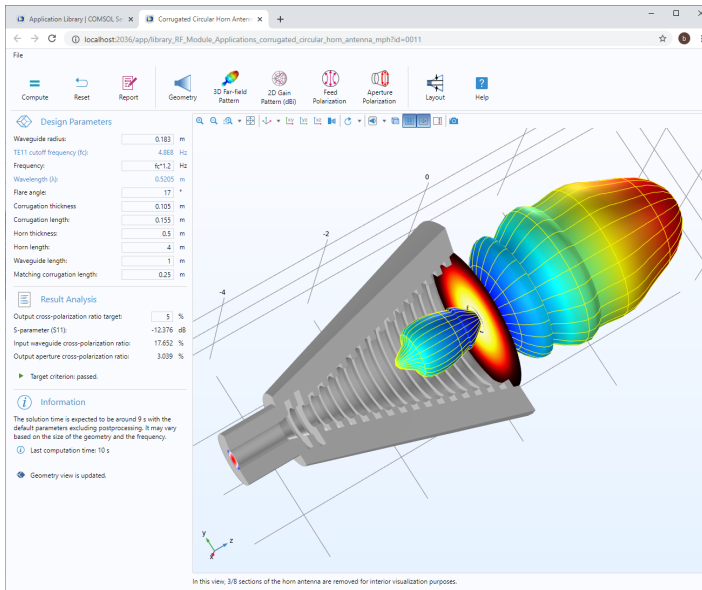 Application Library | COMSOL Se
Corrugated Circular Horn Anten
localhost:2036/app/library_RF_Module_Applications_corrugated_circular_horn_antenna_mph?id=0011
b
File
Compute
Reset
Report
Geometry
3D Far-field
Pattern
2D Gain
Pattern (dBi)
Feed
Polarization
Aperture
Polarization
Layout
Help
Design Parameters
Waveguide radius: 0.183 m
TE11 cutoff frequency (fc): 4.8E8 Hz
Frequency: fc*1.2 Hz
Wavelength (λ): 0.5205 m
Flare angle: 17 °
Corrugation thickness 0.105 m
Corrugation length: 0.155 m
Horn thickness: 0.5 m
Horn length: 4 m
Waveguide length: 1 m
Matching corrugation length: 0.25 m
Result Analysis
Output cross-polarization ratio target: 5 %
S-parameter (S11): -12.376 dB
Input waveguide cross-polarization ratio: 17.652 %
Output aperture cross-polarization ratio: 3.039 %
Target criterion: passed.
Information
The solution time is expected to be around 9 s with the
default parameters excluding postprocessing. It may vary
based on the size of the geometry and the frequency.
Last computation time: 10 s
Geometry view is updated.
0
-2
-4
y
z
x
In this view, 3/8 sections of the horn antenna are removed for interior visualization purposes.